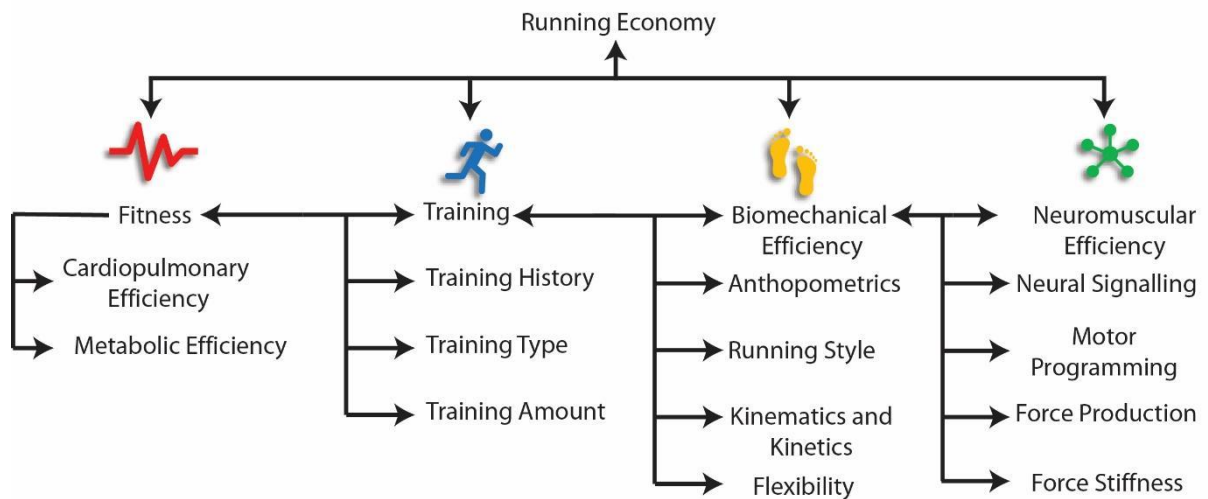 Running Economy
Fitness
Cardiopulmonary
Efficiency
Metabolic Efficiency
Training
Training History
Training Type
Training Amount
Biomechanical
Efficiency
Anthopometrics
Running Style
Kinematics and
Kinetics
Flexibility
Neuromuscular
Efficiency
Neural Signalling
Motor
Programming
Force Production
Force Stiffness